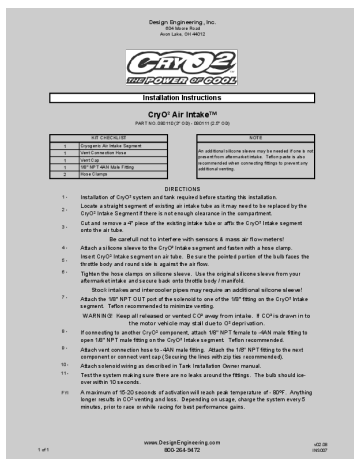 Design Engineering, Inc.
604 Moore Road
Avon Lake, OH 44012
CRYO2
THE POWER OF COOL
Installation Instructions
CryO² Air Intake™
PART NO. 080110 (3" OD) - 080111 (2.5" OD)
KIT CHECKLIST
1 Cryogenic Air Intake Segment
1 Vent Connection Hose
1 Vent Cap
1 1/8" NPT-4AN Male Fitting
2 Hose Clamps
NOTE
An additional silicone sleeve may be needed if one is not
present from aftermarket intake. Teflon paste is also
recommended when connecting fittings to prevent any
additional venting.
DIRECTIONS
1 - Installation of CryO² system and tank required before starting this installation.
2 - Locate a straight segment of existing air intake tube as it may need to be replaced by the
CryO² Intake Segment if there is not enough clearance in the compartment.
3 - Cut and remove a 4" piece of the existing intake tube or affix the CryO² Intake segment
onto the air tube.
Be carefull not to interfere with sensors & mass air flow meters!
4 - Attach a silicone sleeve to the CryO² Intake segment and fasten with a hose clamp.
5 - Insert CryO² Intake Segment on air tube. Be sure the pointed portion of the bulb faces the
throttle body and round side is against the air flow.
6 - Tighten the hose clamps on silicone sleeve. Use the original silicone sleeve from your
aftermarket intake and secure back onto throttle body / manifold.
Stock intakes and intercooler pipes may require an additional silicone sleeve!
7 - Attach the 1/8" NPT OUT port of the solenoid to one of the 1/8" fitting on the CryO² Intake
segment. Teflon recommended to minimize venting.
WARNING! Keep all released or vented CO² away from intake. If CO² is drawn in to
the motor vehicle may stall due to O² deprivation.
8 - If connecting to another CryO² component, attach 1/8" NPT female to -4AN male fitting to
open 1/8" NPT male fitting on the CryO² Intake segment. Teflon recommended.
9 - Attach vent connection hose to -4AN male fitting. Attach the 1/8" NPT fitting to the next
component or connect vent cap (Securing the lines with zip ties recommended).
10 - Attach solenoid wiring as described in Tank Installation Owner manual.
11 - Test the system making sure there are no leaks around the fittings. The bulb should ice-
over within 10 seconds.
FYI: A maximum of 15-20 seconds of activation will reach peak temperature of - 80ºF. Anything
longer results in CO² venting and loss. Depending on usage, charge the system every 5
minutes, prior to race or while racing for best performance gains.
www.DesignEngineering.com
1 of 1
800-264-9472
v02.08